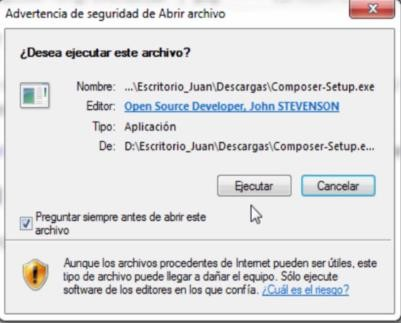 Advertencia de seguridad de Abrir archivo
¿Desea ejecutar este archivo?
Nombre: ...\Escritorio_Juan\Descargas\Composer-Setup.exe
Editor: Open Source Developer, John STEVENSON
Tipo: Aplicación
De: D:\Escritorio_Juan\Descargas\Composer-Setup.e...
Ejecutar Cancelar
Preguntar siempre antes de abrir este
archivo
Aunque los archivos procedentes de Internet pueden ser útiles, este
tipo de archivo puede llegar a dañar el equipo. Sólo ejecute
software de los editores en los que confía. ¿Cuál es el riesgo?